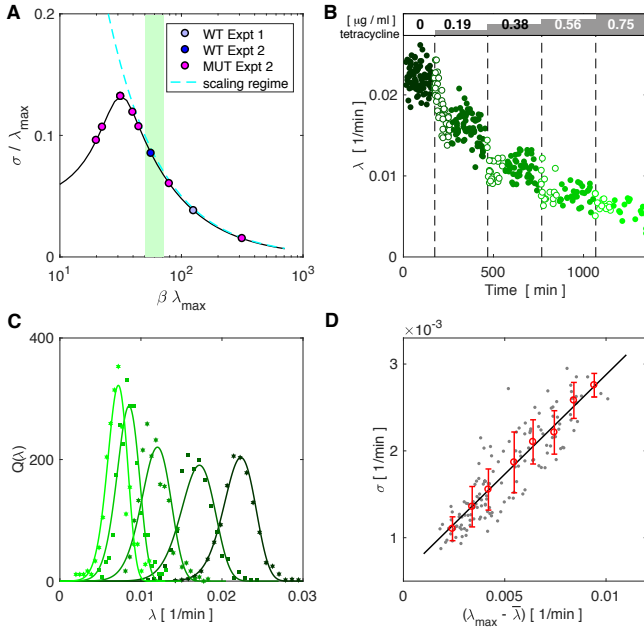 A
0.2
0.1
0
σ / λmax
10¹
10²
10³
β λmax
WT Expt 1
WT Expt 2
MUT Expt 2
scaling regime
B
[ μg / ml ]
tetracycline
0
0.19
0.38
0.56
0.75
0.02
0.01
0
λ [ 1/min ]
0
500
1000
Time [ min ]
C
400
200
0
Q(λ)
0
0.01
0.02
0.03
λ [ 1/min ]
D
×10⁻³
3
2
1
σ [ 1/min ]
0
0.005
0.01
(λmax - λ̄) [ 1/min ]